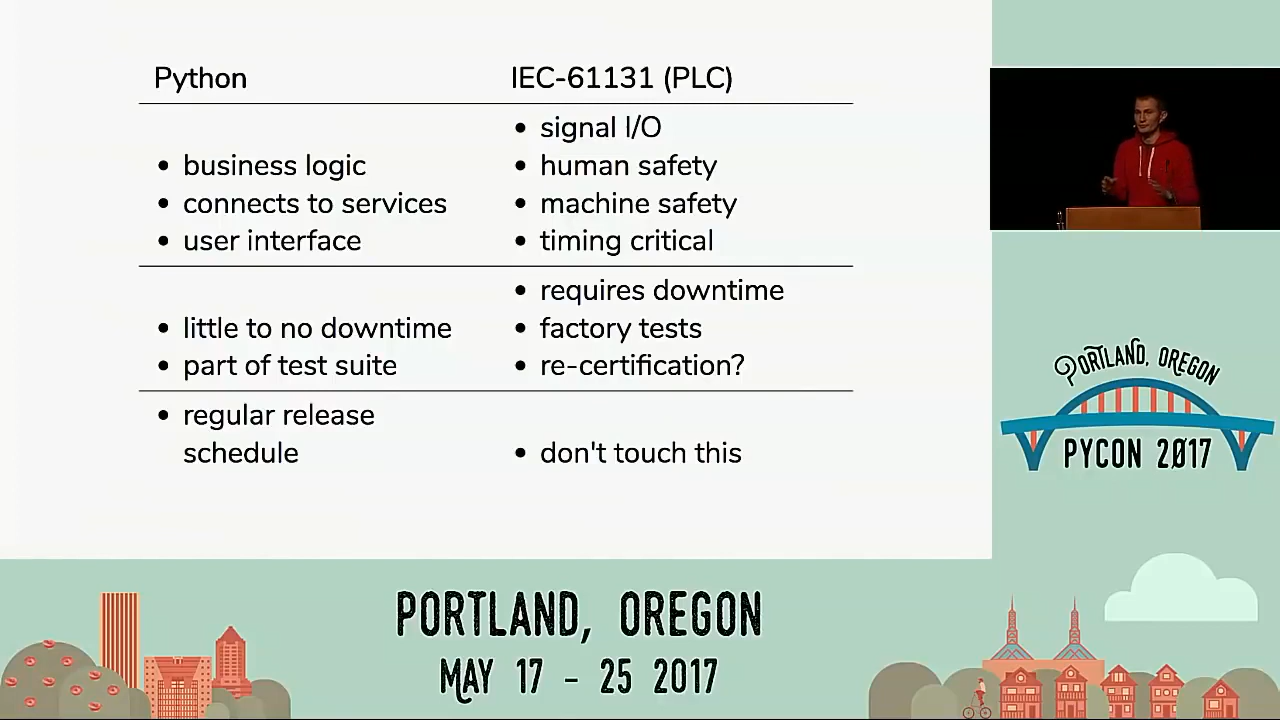 Python
IEC-61131 (PLC)
• signal I/O
• business logic
• human safety
• connects to services
• machine safety
• user interface
• timing critical
• requires downtime
• little to no downtime
• factory tests
• part of test suite
• re-certification?
• regular release
schedule
• don't touch this
PORTLAND, OREGON
PYCON 2017
PORTLAND, OREGON
MAY 17 - 25 2017